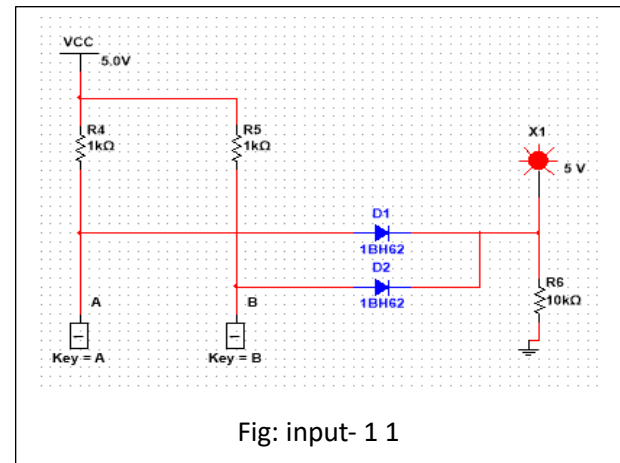 VCC
5.0V
R4
1kΩ
R5
1kΩ
X1
5 V
D1
1BH62
D2
1BH62
R6
10kΩ
A
B
Key = A
Key = B
Fig: input- 1 1